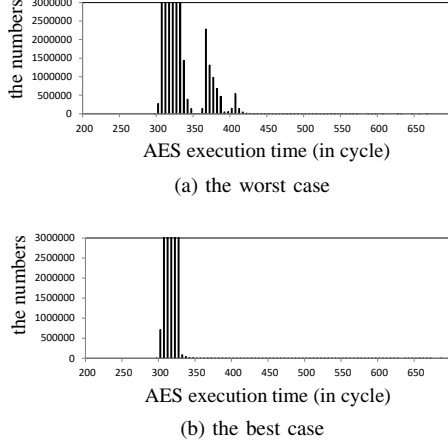 the numbers
3000000
2500000
2000000
1500000
1000000
500000
0
200 250 300 350 400 450 500 550 600 650
AES execution time (in cycle)
(a) the worst case
the numbers
3000000
2500000
2000000
1500000
1000000
500000
0
200 250 300 350 400 450 500 550 600 650
AES execution time (in cycle)
(b) the best case